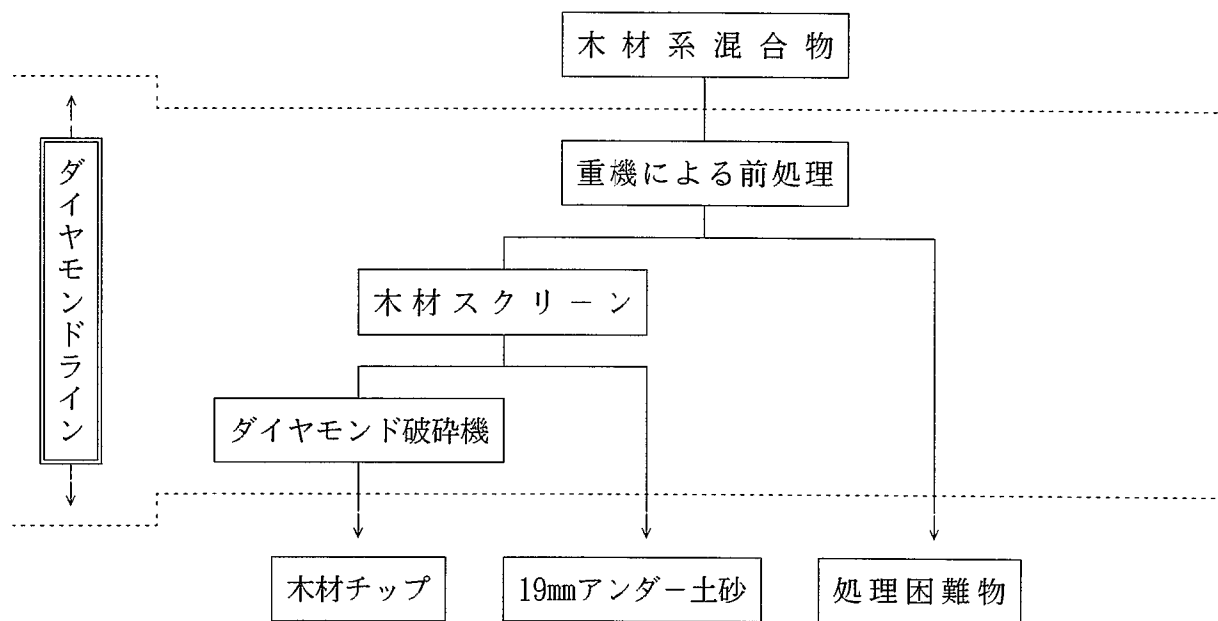 木材系混合物
ダイヤモンドライン
重機による前処理
木材スクリーン
ダイヤモンド破砕機
木材チップ
19mmアンダー土砂
処理困難物